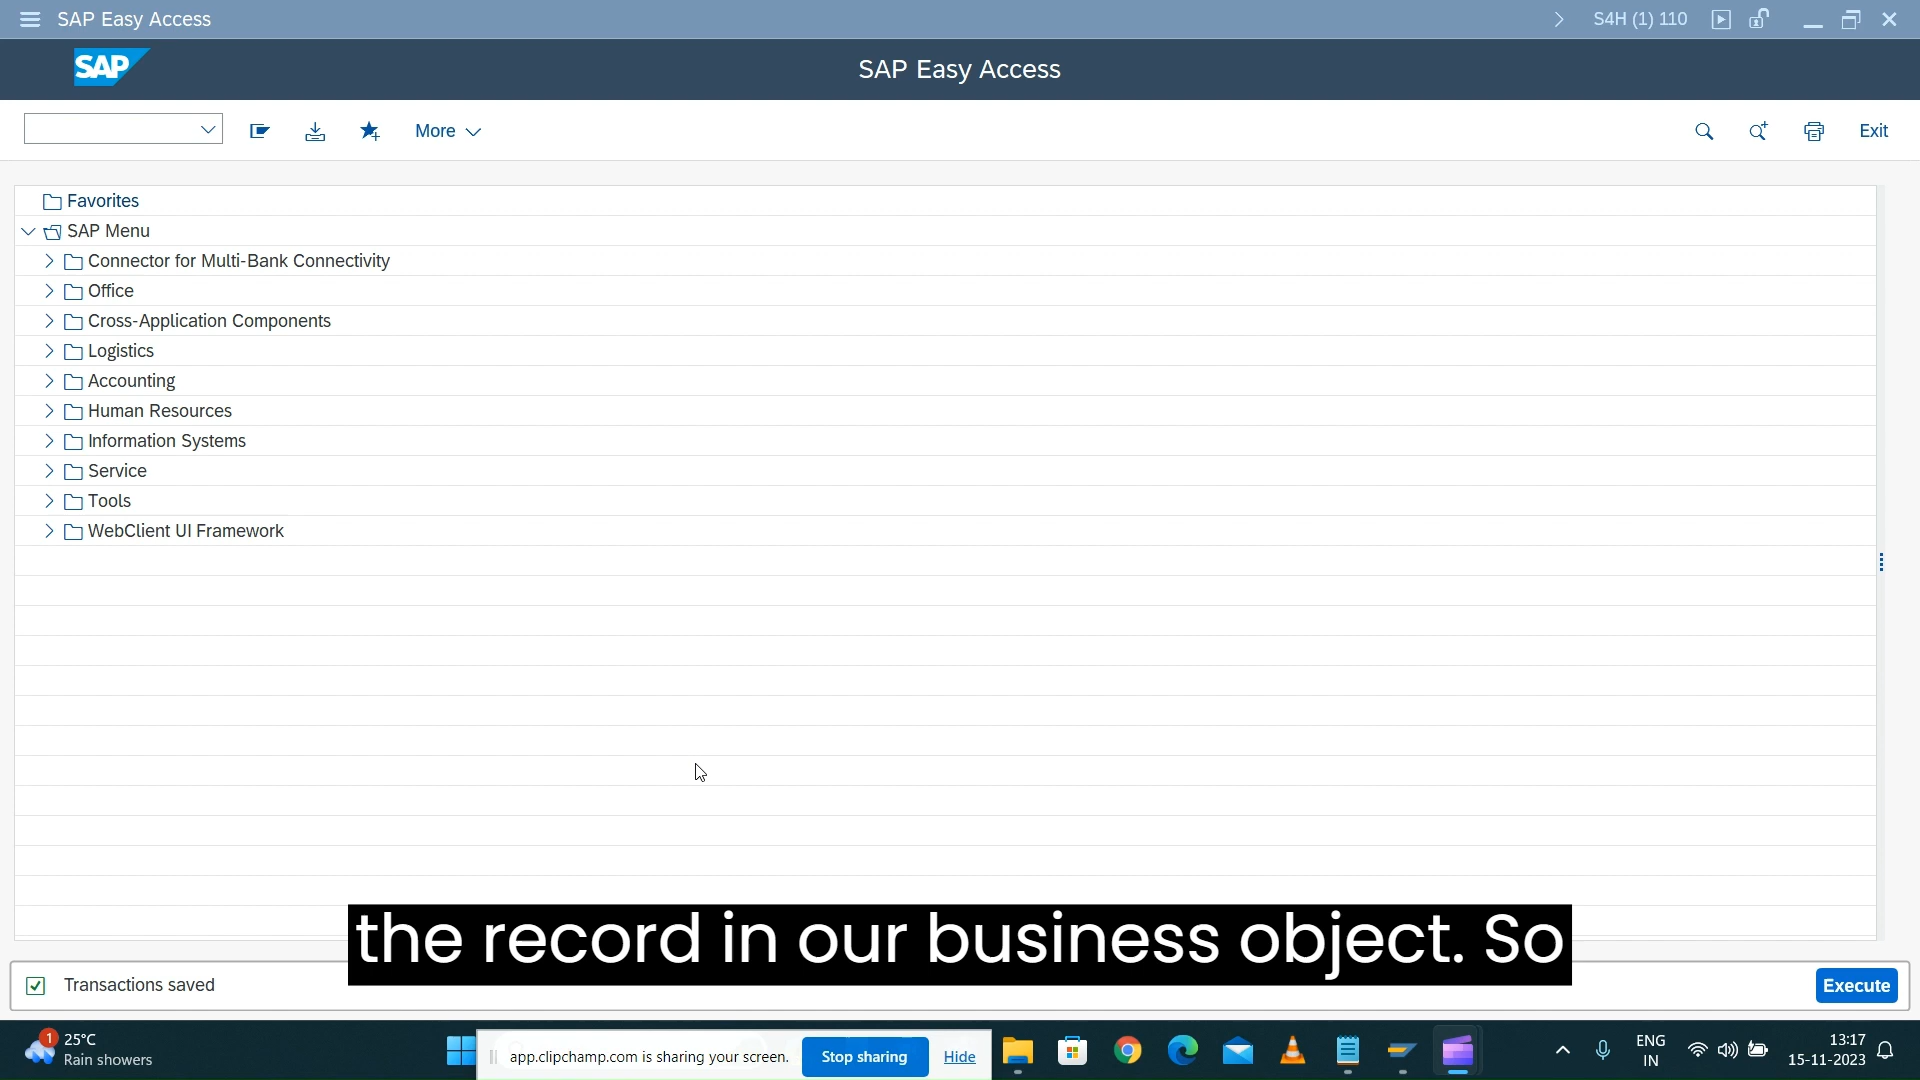 SAP Easy Access
S4H (1) 110
SAP
SAP Easy Access
More
Exit
Favorites
SAP Menu
Connector for Multi-Bank Connectivity
Office
Cross-Application Components
Logistics
Accounting
Human Resources
Information Systems
Service
Tools
WebClient UI Framework
the record in our business object. So
Transactions saved
Execute
1
25°C
Rain showers
app.clipchamp.com is sharing your screen.
Stop sharing
Hide
ENG
IN
13:17
15-11-2023